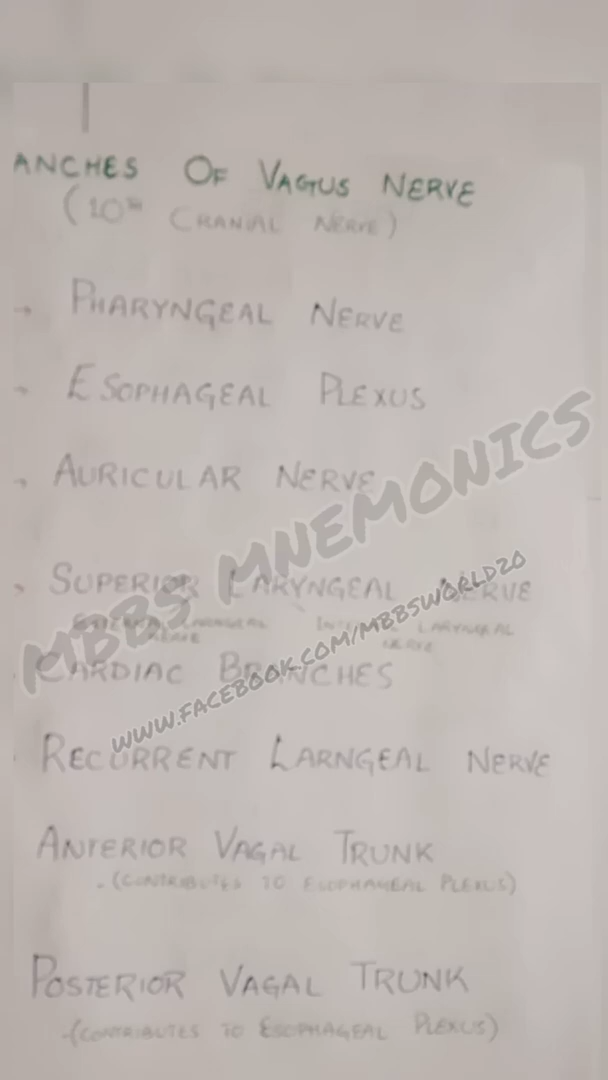 ANCHES OF VAGUS NERVE
(10TH CRANIAL NERVE)
→ PHARYNGEAL NERVE
→ ESOPHAGEAL PLEXUS
→ AURICULAR NERVE
→ SUPERIOR LARYNGEAL NERVE
LARYNGEAL NERVE
CARDIAC BRANCHES
RECURRENT LARNGEAL NERVE
ANTERIOR VAGAL TRUNK
(CONTRIBUTES TO ESOPHAGEAL PLEXUS)
POSTERIOR VAGAL TRUNK
(CONTRIBUTES TO ESOPHAGEAL PLEXUS)
MBBS MNEMONICS
WWW.FACEBOOK.COM/MBBSWORLD20